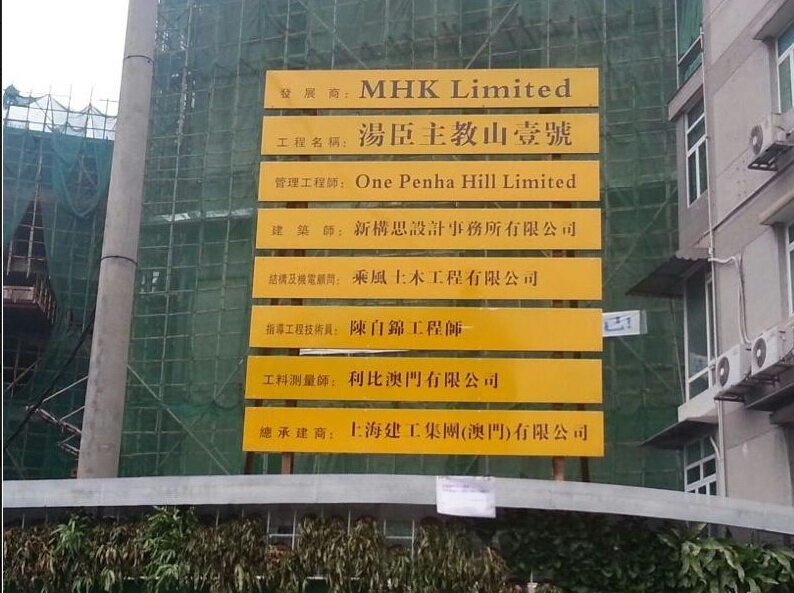 發展商: MHK Limited
工程名稱: 湯臣主教山壹號
管理工程師: One Penha Hill Limited
建築師: 新構思設計事務所有限公司
結構及機電顧問: 乘風土木工程有限公司
指導工程技術員: 陳自錦工程師
工料測量師: 利比澳門有限公司
總承建商: 上海建工集團(澳門)有限公司